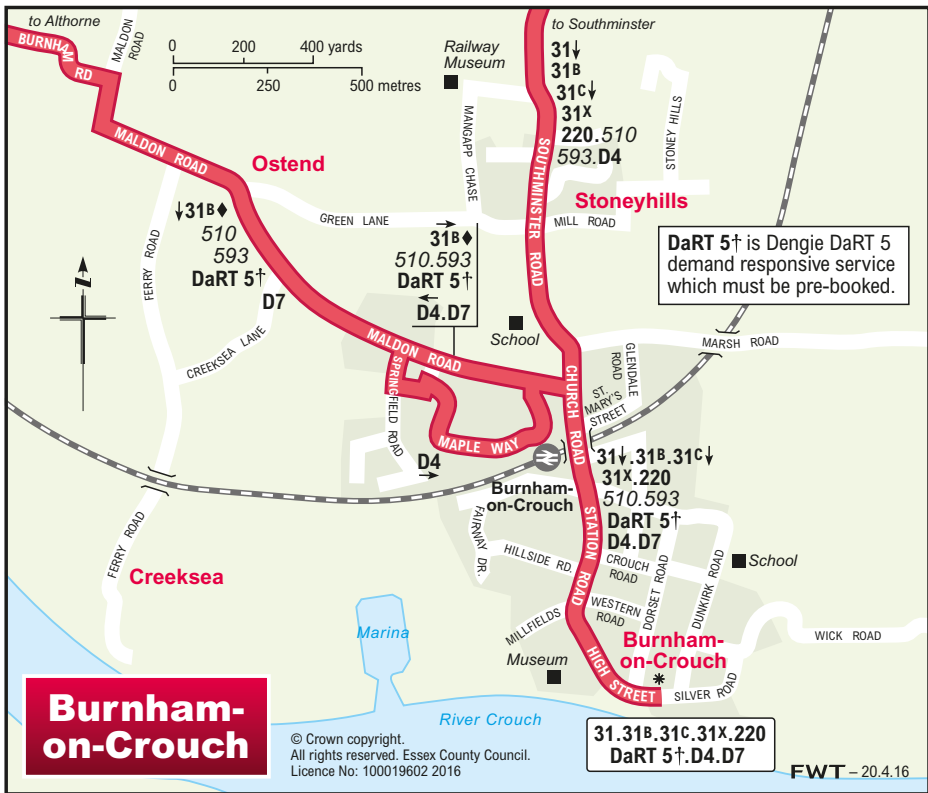 to Althorne
BURNHAM RD
MALDON ROAD
0 200 400 yards
0 250 500 metres
Railway
Museum
to Southminster
31↓
31B
31C↓
31X
220.510
593.D4
MANGAPP CHASE
SOUTHMINSTER ROAD
STONEY HILLS
MALDON ROAD
Ostend
Stoneyhills
GREEN LANE
MILL ROAD
↓31B♦
510
593
DaRT 5†
D7
→
31B♦
510.593
DaRT 5†
←
D4.D7
DaRT 5† is Dengie DaRT 5
demand responsive service
which must be pre-booked.
FERRY ROAD
n
CREEKSEA LANE
School
MALDON ROAD
MARSH ROAD
GLENDALE
ROAD
ST.
MARY'S
STREET
SPRINGFIELD ROAD
CHURCH ROAD
MAPLE WAY
D4
→
Burnham-
on-Crouch
31↓.31B.31C↓
31X.220
510.593
DaRT 5†
D4.D7
STATION ROAD
FAIRWAY DR.
HILLSIDE RD.
CROUCH
ROAD
School
FERRY ROAD
Creeksea
DORSET ROAD
DUNKIRK ROAD
WESTERN
ROAD
MILLFIELDS
Marina
Burnham-
on-Crouch
WICK ROAD
Museum
HIGH STREET
*
SILVER ROAD
River Crouch
Burnham-
on-Crouch
© Crown copyright.
All rights reserved. Essex County Council.
Licence No: 100019602 2016
31.31B.31C.31X.220
DaRT 5†.D4.D7
FWT – 20.4.16